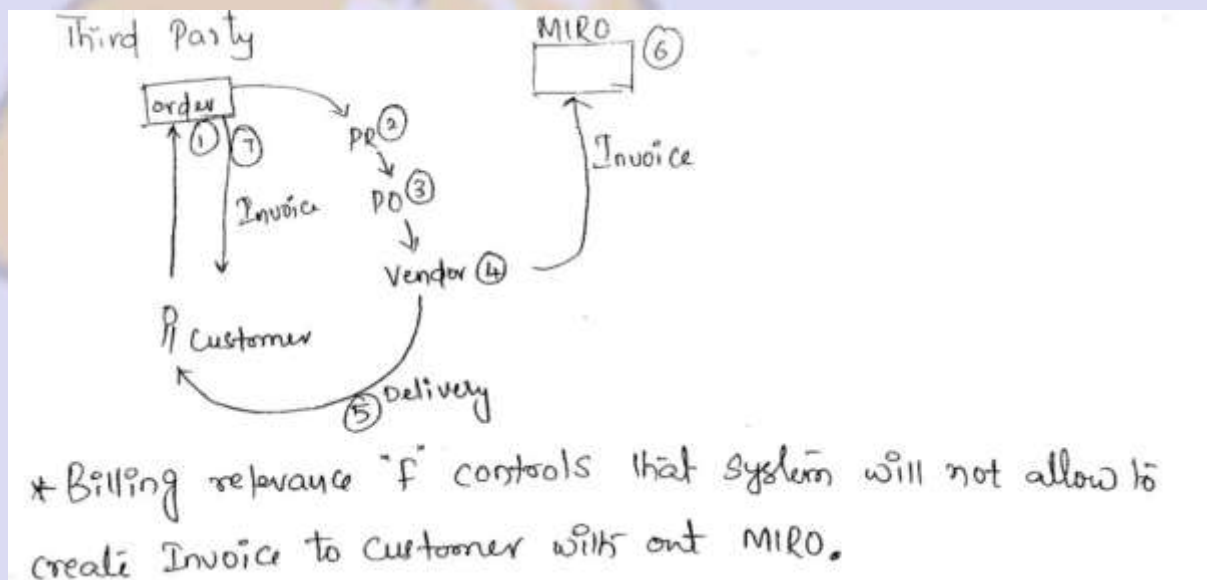 Third Party
MIRO
6
order
1
7
PR 2
Invoice
PO 3
Invoice
Vendor 4
Customer
5 Delivery
* Billing relevance "F" controls that system will not allow to
create Invoice to Customer with out MIRO.